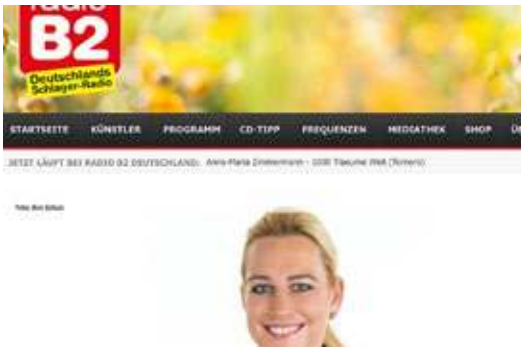 radio
B2
Deutschlands
Schlager-Radio
STARTSEITE KÜNSTLER PROGRAMM CD-TIPP FREQUENZEN MEDIATHEK SHOP
JETZT LÄUFT BEI RADIO B2 DEUTSCHLAND: Anna-Maria Zimmermann - 1000 Träume Weit